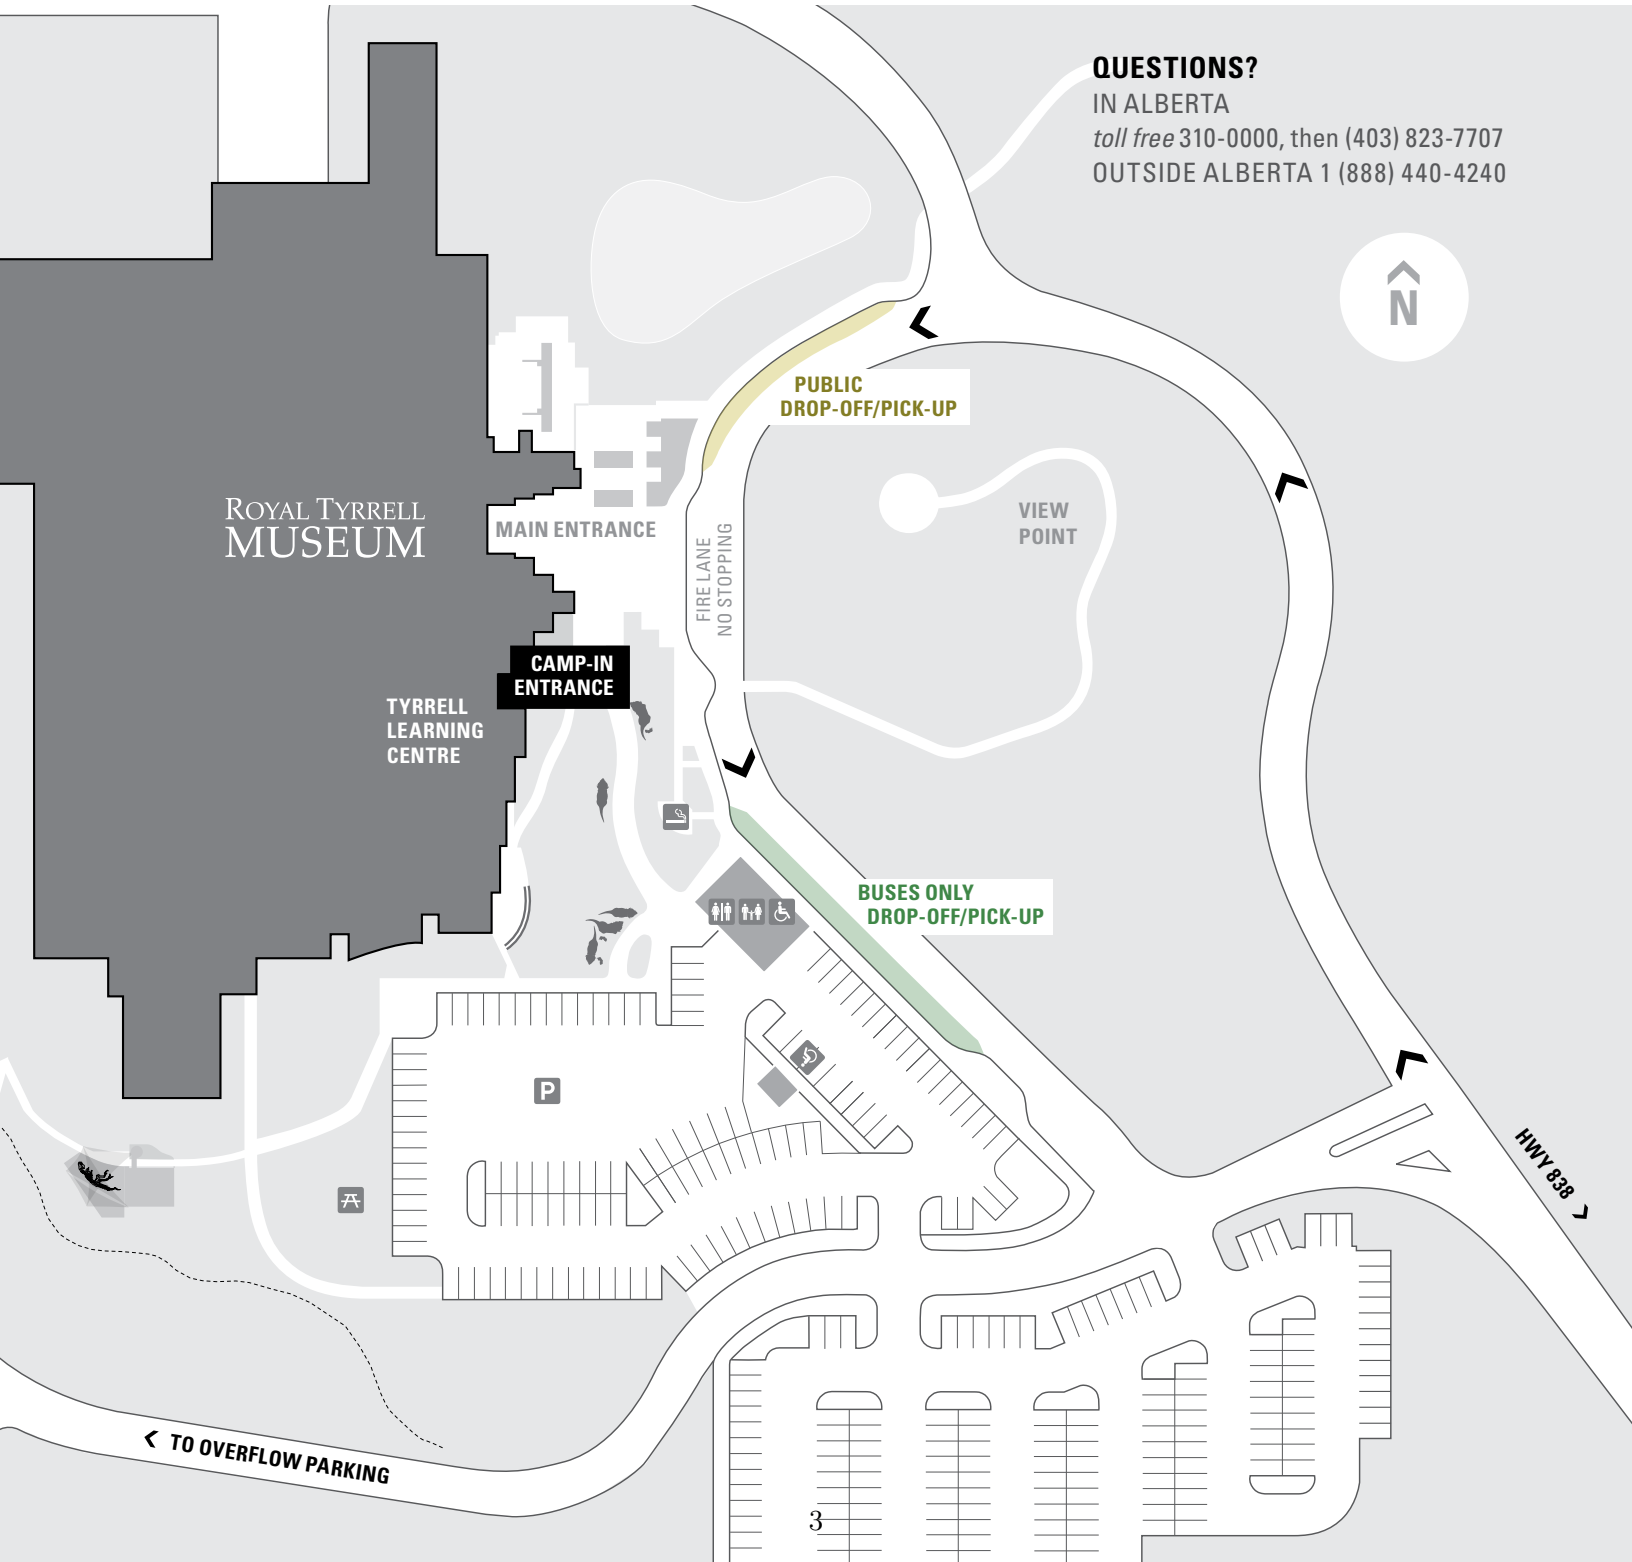 QUESTIONS?
IN ALBERTA
toll free 310-0000, then (403) 823-7707
OUTSIDE ALBERTA 1 (888) 440-4240
N
PUBLIC
DROP-OFF/PICK-UP
ROYAL TYRRELL
MUSEUM
MAIN ENTRANCE
FIRE LANE
NO STOPPING
VIEW
POINT
CAMP-IN
ENTRANCE
TYRRELL
LEARNING
CENTRE
BUSES ONLY
DROP-OFF/PICK-UP
P
HWY 838
TO OVERFLOW PARKING
3